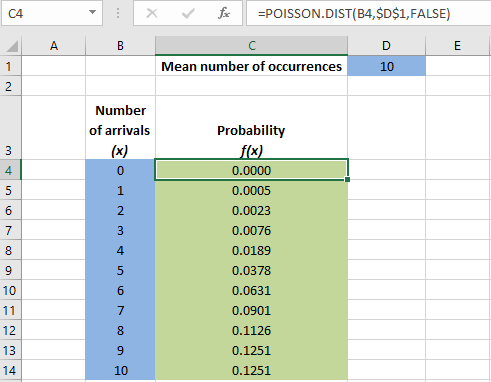 C4 fx =POISSON.DIST(B4,$D$1,FALSE)
A B C D E
1 Mean number of occurrences 10
2
Number
of arrivals Probability
3 (x) f(x)
4 0 0.0000
5 1 0.0005
6 2 0.0023
7 3 0.0076
8 4 0.0189
9 5 0.0378
10 6 0.0631
11 7 0.0901
12 8 0.1126
13 9 0.1251
14 10 0.1251